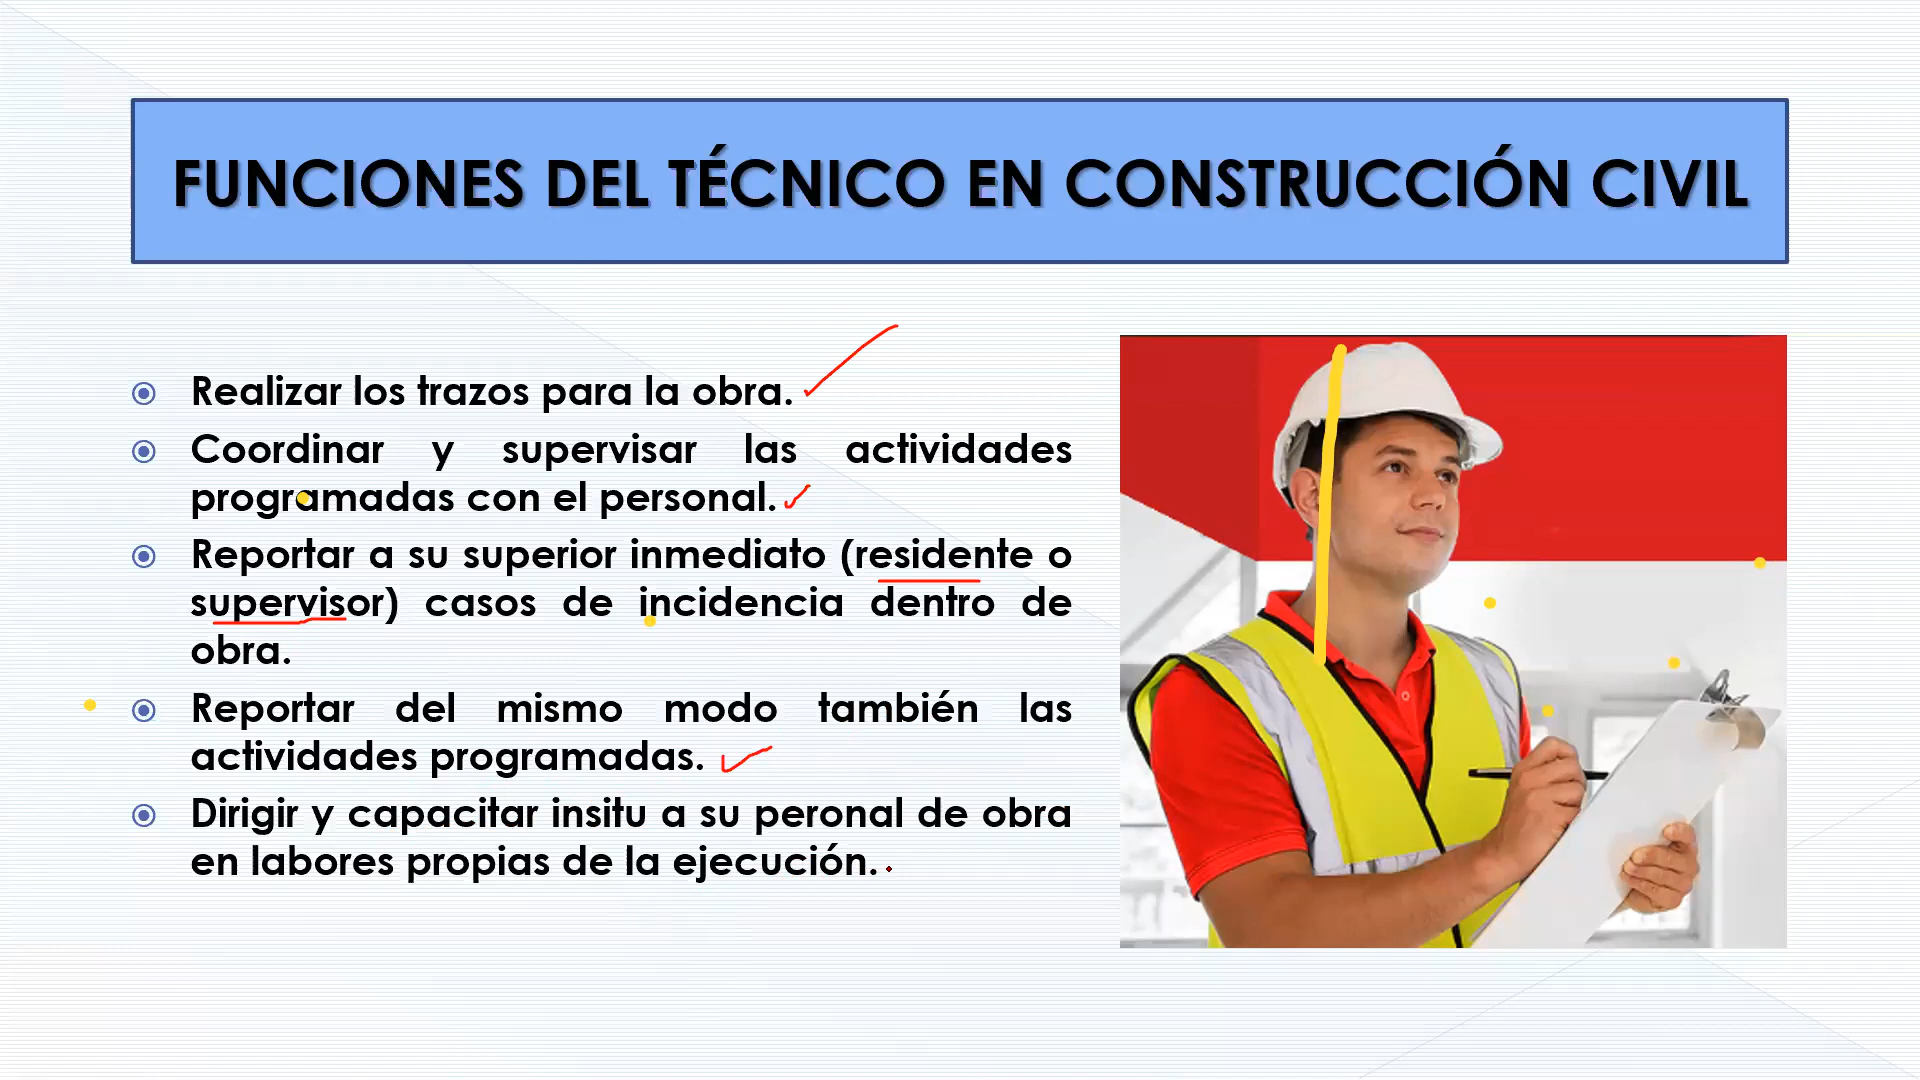 FUNCIONES DEL TÉCNICO EN CONSTRUCCIÓN CIVIL
Realizar los trazos para la obra.
Coordinar y supervisar las actividades
programadas con el personal.
Reportar a su superior inmediato (residente o
supervisor) casos de incidencia dentro de
obra.
Reportar del mismo modo también las
actividades programadas.
Dirigir y capacitar insitu a su peronal de obra
en labores propias de la ejecución.